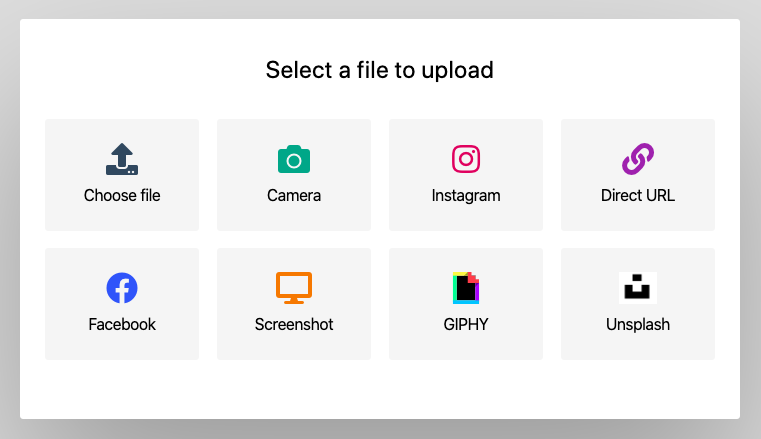 Select a file to upload
Choose file
Camera
Instagram
Direct URL
Facebook
Screenshot
GIPHY
Unsplash